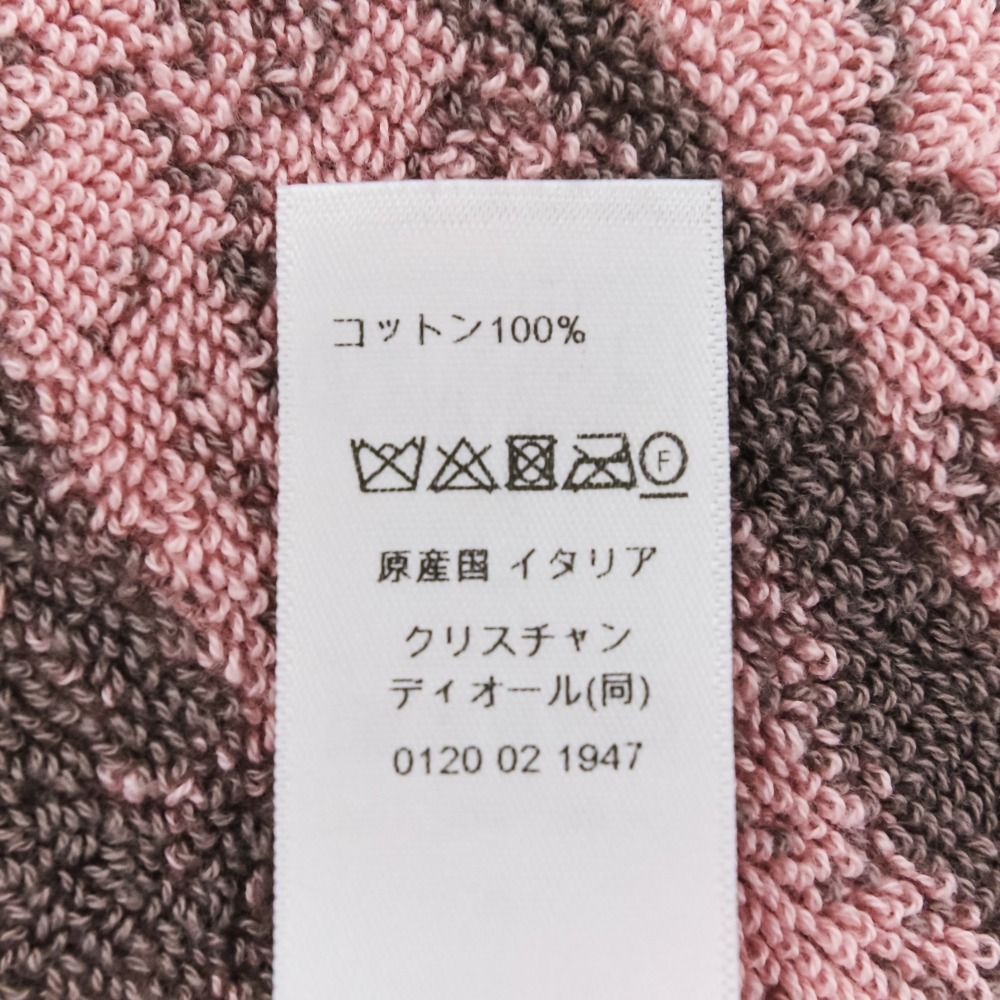 コットン100%
F
原産国 イタリア
クリスチャン
ディオール(同)
0120 02 1947